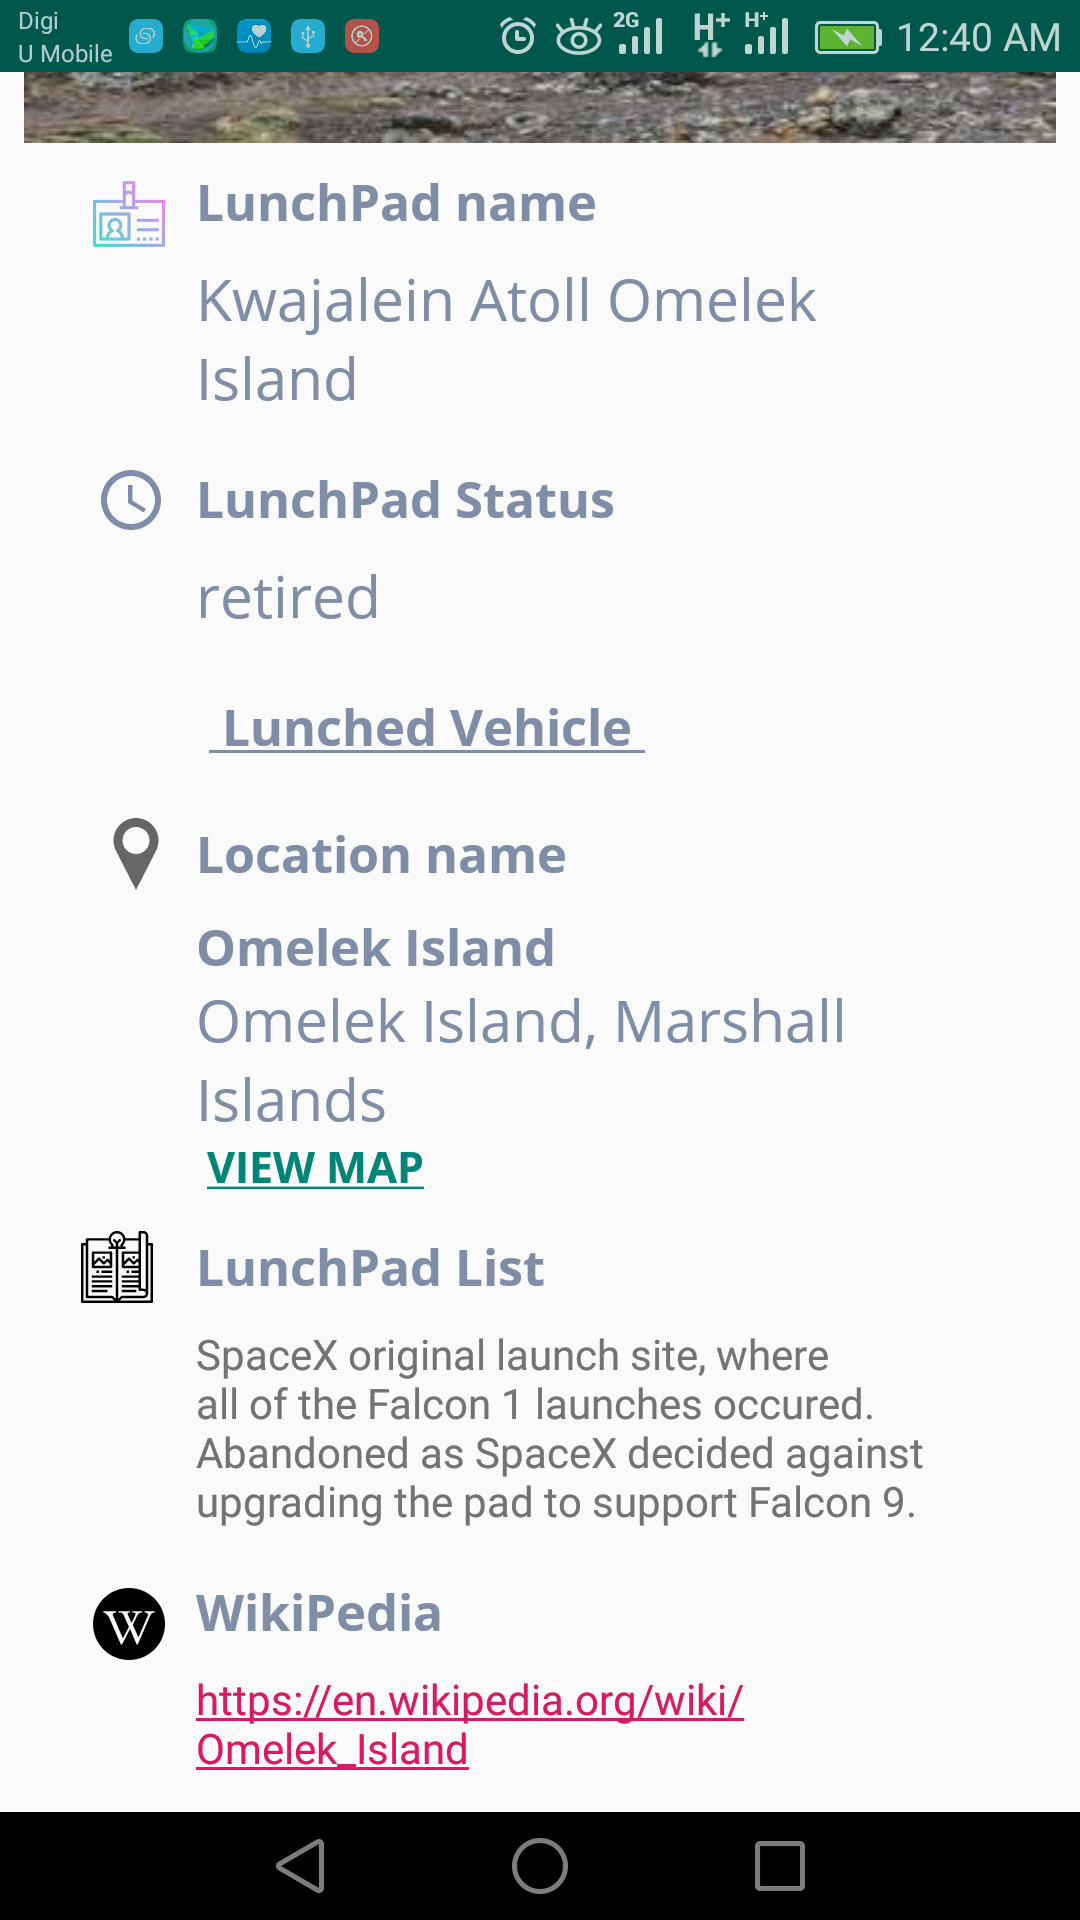 Digi
U Mobile
2G
H+
H+
12:40 AM
LunchPad name
Kwajalein Atoll Omelek
Island
LunchPad Status
retired
Lunched Vehicle
Location name
Omelek Island
Omelek Island, Marshall
Islands
VIEW MAP
LunchPad List
SpaceX original launch site, where
all of the Falcon 1 launches occured.
Abandoned as SpaceX decided against
upgrading the pad to support Falcon 9.
W
WikiPedia
https://en.wikipedia.org/wiki/
Omelek_Island